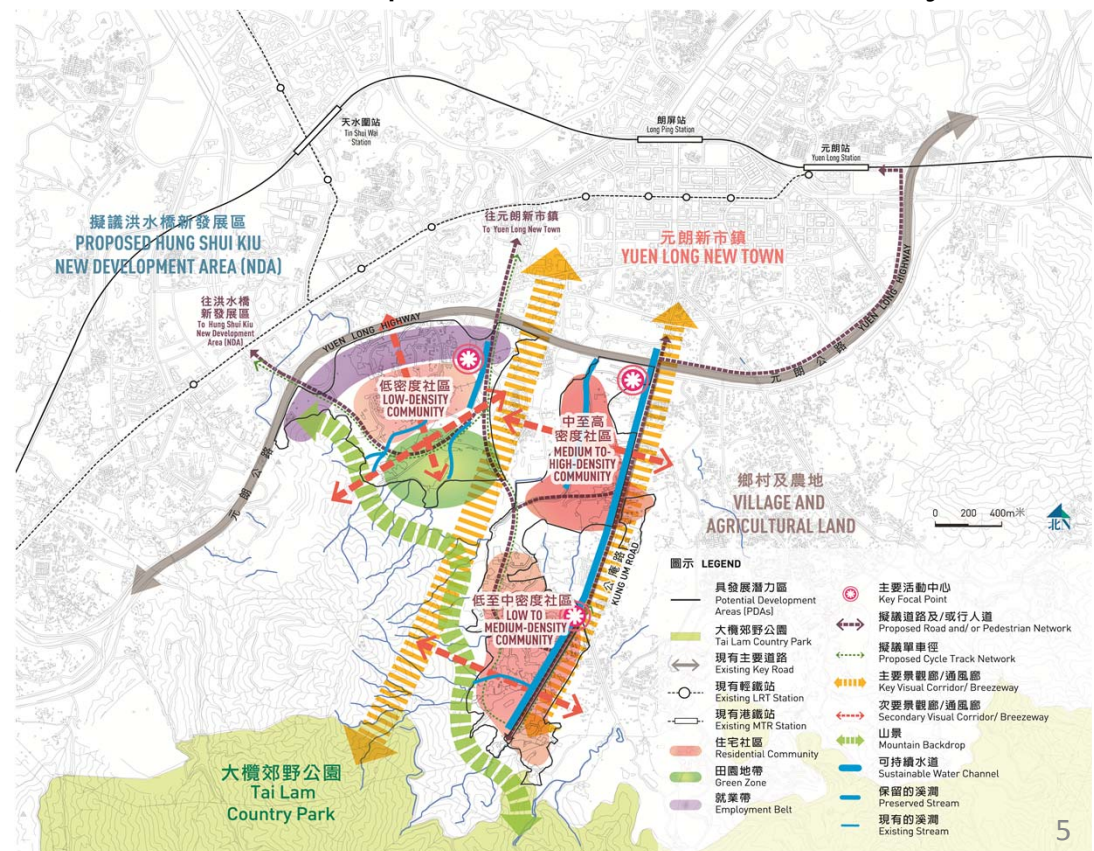 天水圍站
Tin Shui Wai
Station
朗屏站
Long Ping Station
元朗站
Yuen Long Station
擬議洪水橋新發展區
PROPOSED HUNG SHUI KIU
NEW DEVELOPMENT AREA (NDA)
往元朗新市鎮
To Yuen Long New Town
元朗新市鎮
YUEN LONG NEW TOWN
往洪水橋
新發展區
To Hung Shui Kiu
New Development
Area (NDA)
YUEN LONG HIGHWAY
YUEN LONG HIGHWAY
元朗公路
元朗公路
低密度社區
LOW-DENSITY
COMMUNITY
中至高
密度社區
MEDIUM TO-
HIGH-DENSITY
COMMUNITY
鄉村及農地
VILLAGE AND
AGRICULTURAL LAND
0 200 400m米
北N
公庵路
KUNG UM ROAD
低至中密度社區
LOW TO
MEDIUM-DENSITY
COMMUNITY
大欖郊野公園
Tai Lam
Country Park
圖示 LEGEND
具發展潛力區
Potential Development
Areas (PDAs)
大欖郊野公園
Tai Lam Country Park
現有主要道路
Existing Key Road
現有輕鐵站
Existing LRT Station
現有港鐵站
Existing MTR Station
住宅社區
Residential Community
田園地帶
Green Zone
就業帶
Employment Belt
主要活動中心
Key Focal Point
擬議道路及/或行人道
Proposed Road and/ or Pedestrian Network
擬議單車徑
Proposed Cycle Track Network
主要景觀廊/通風廊
Key Visual Corridor/ Breezeway
次要景觀廊/通風廊
Secondary Visual Corridor/ Breezeway
山景
Mountain Backdrop
可持續水道
Sustainable Water Channel
保留的溪澗
Preserved Stream
現有的溪澗
Existing Stream
5